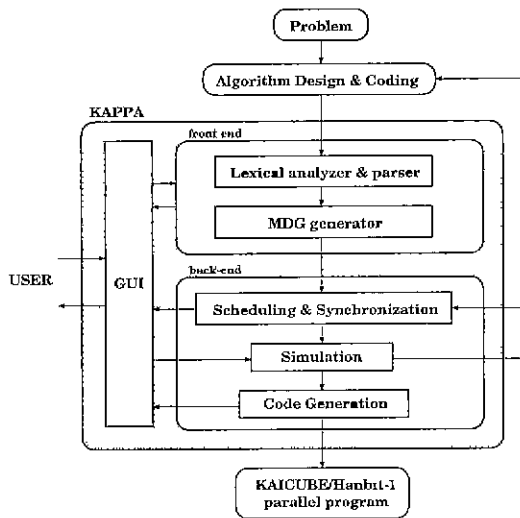 Problem
Algorithm Design & Coding
KAPPA
front end
Lexical analyzer & parser
MDG generator
USER
GUI
back-end
Scheduling & Synchronization
Simulation
Code Generation
KAICUBE/Hanbit-1
parallel program